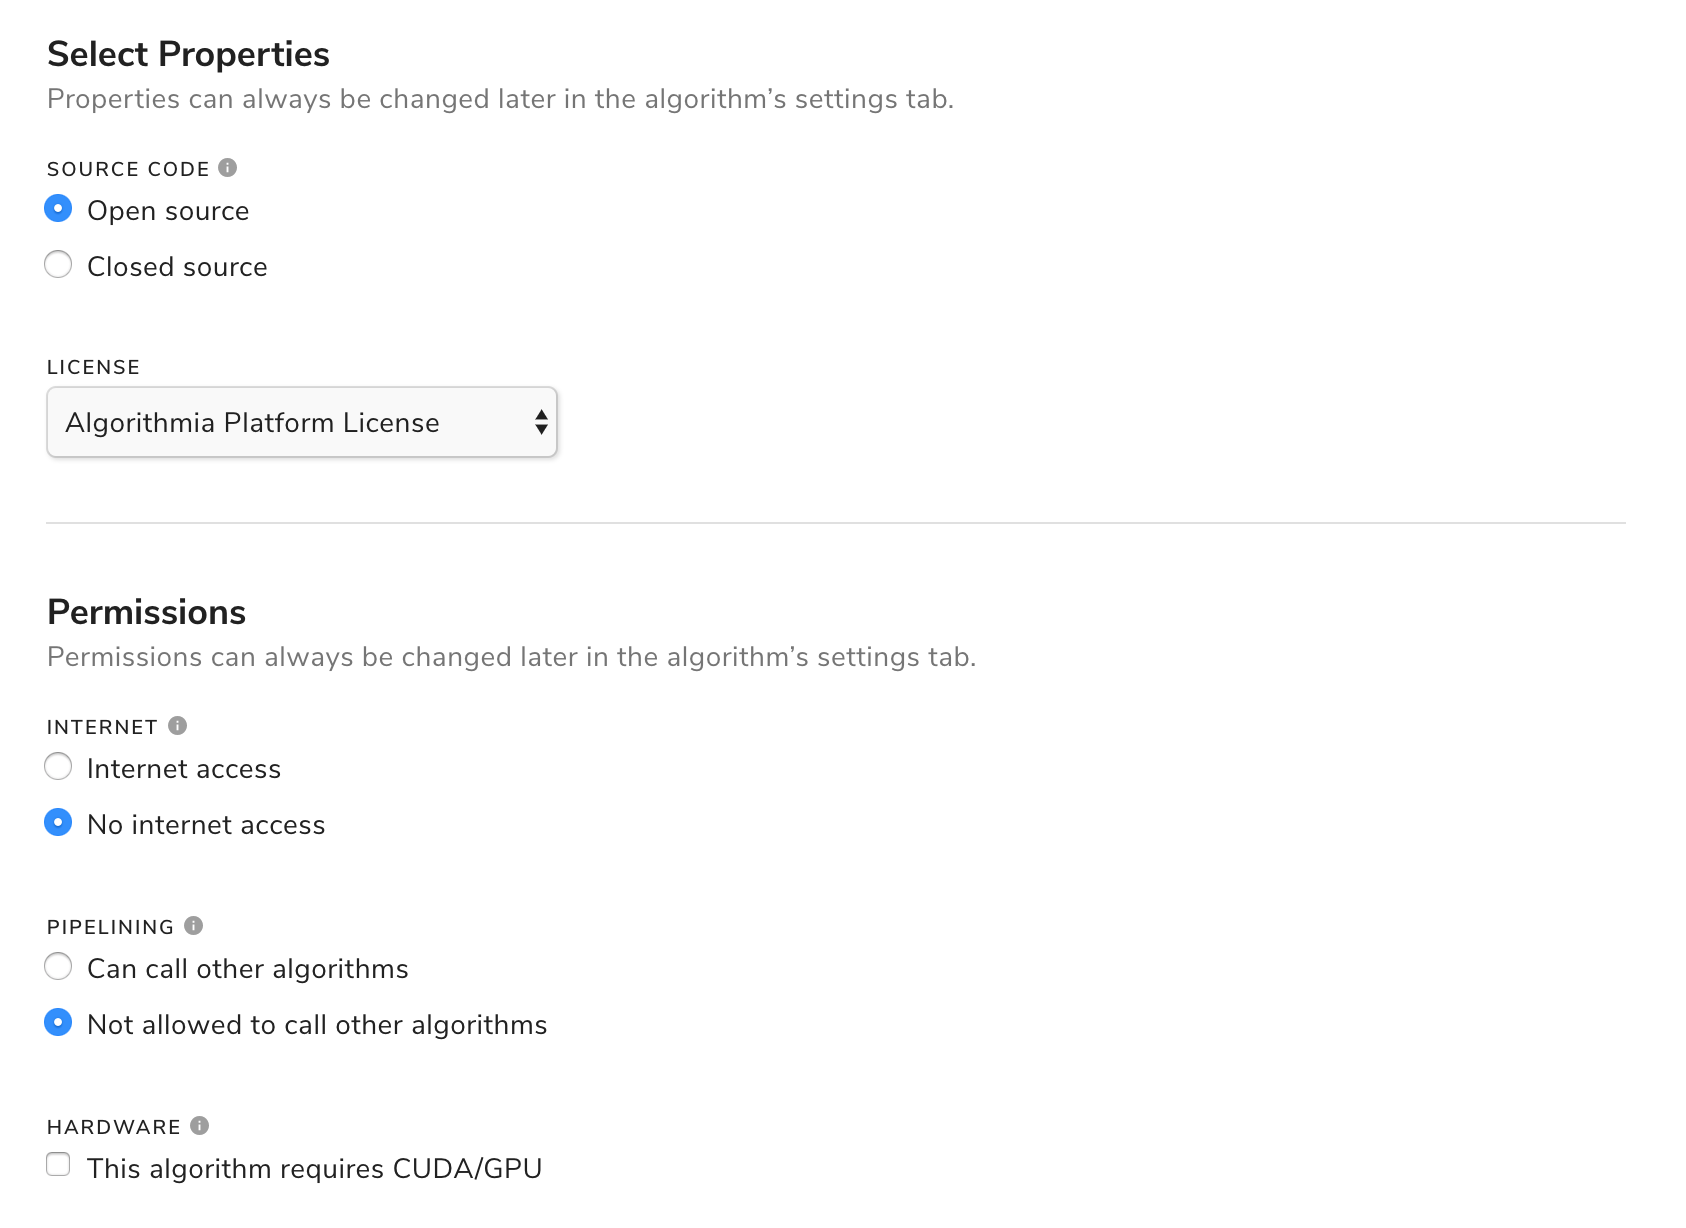 Select Properties
Properties can always be changed later in the algorithm’s settings tab.
SOURCE CODE
Open source
Closed source
LICENSE
Algorithmia Platform License
Permissions
Permissions can always be changed later in the algorithm’s settings tab.
INTERNET
Internet access
No internet access
PIPELINING
Can call other algorithms
Not allowed to call other algorithms
HARDWARE
This algorithm requires CUDA/GPU